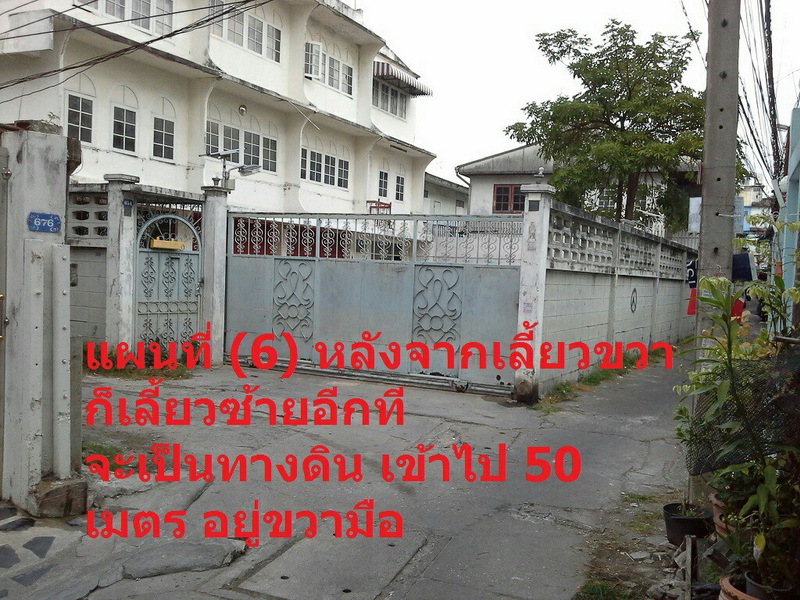 676
แผนที่ (6) หลังจากเลี้ยวขวา
ก็เลี้ยวซ้ายอีกที
จะเป็นทางดิน เข้าไป 50
เมตร อยู่ขวามือ